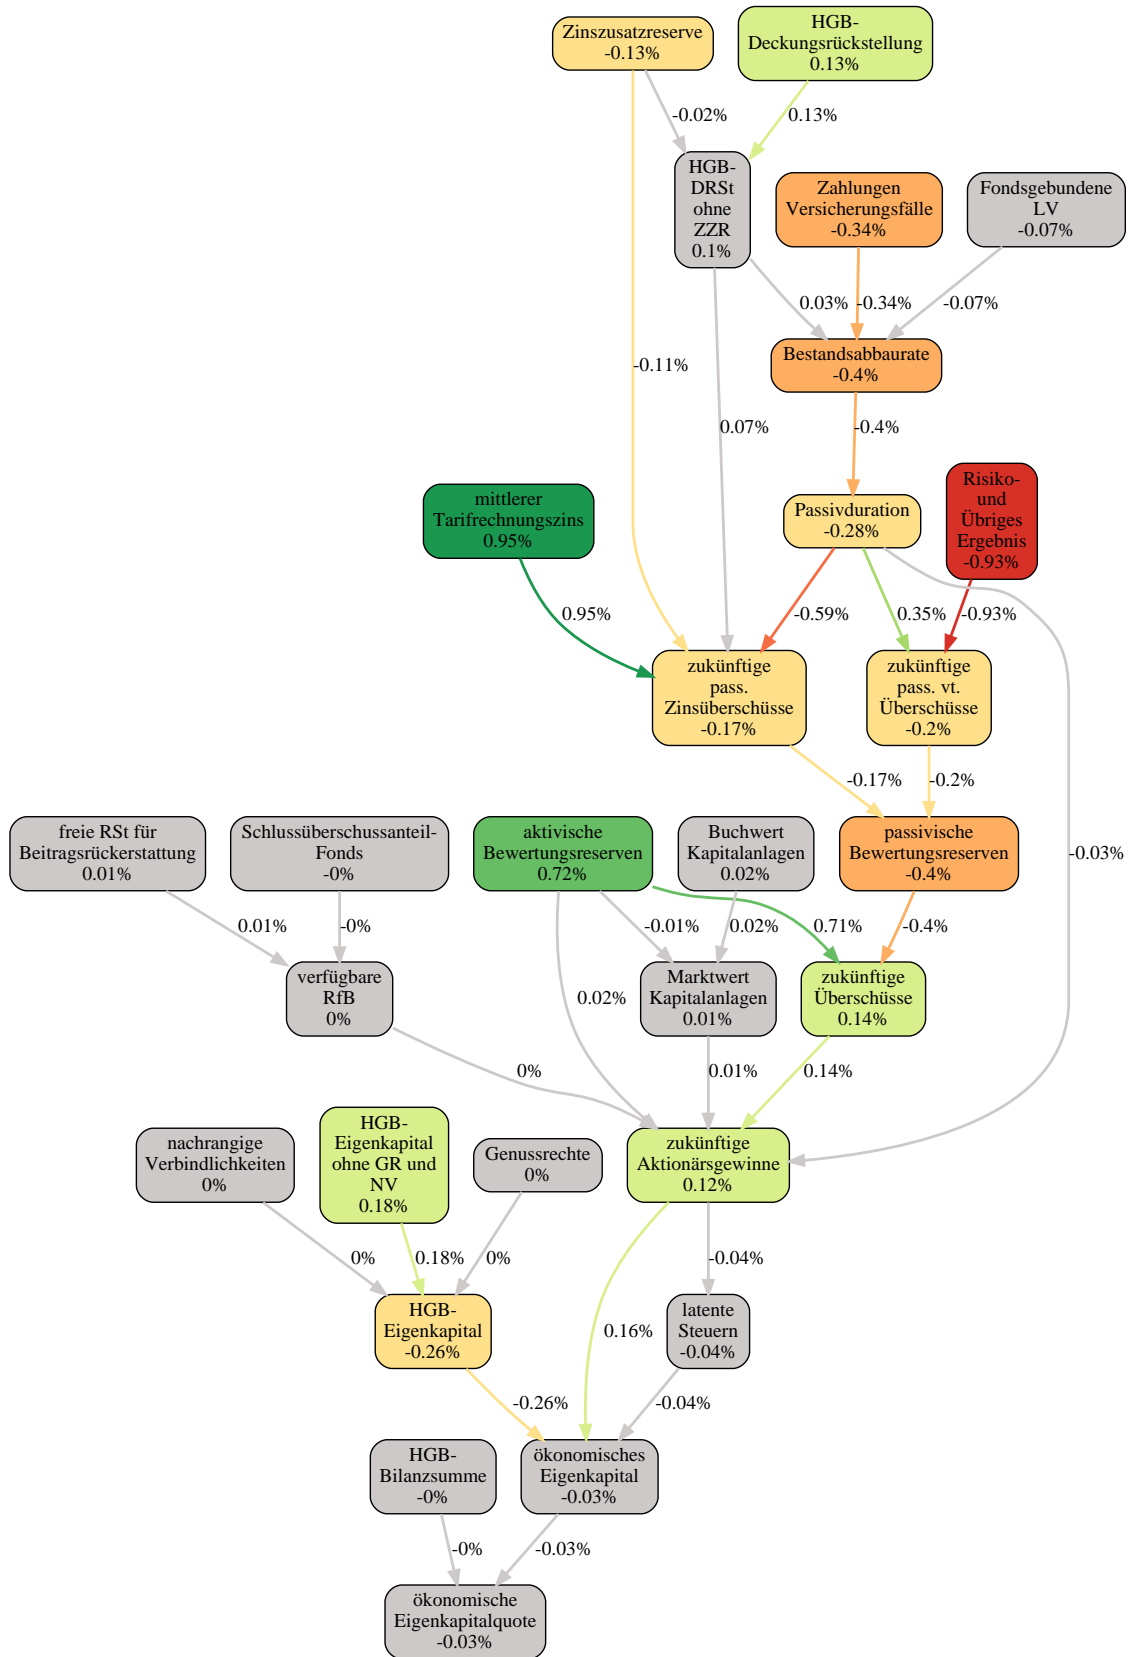 Zinszusatzreserve
-0.13%
HGB-
Deckungsrückstellung
0.13%
-0.02%
0.13%
HGB-
DRSt
ohne
ZZR
0.1%
Zahlungen
Versicherungsfälle
-0.34%
Fondsgebundene
LV
-0.07%
0.03%
-0.34%
-0.07%
Bestandsabbaurate
-0.4%
-0.11%
0.07%
-0.4%
mittlerer
Tarifrechnungszins
0.95%
Passivduration
-0.28%
Risiko-
und
Übriges
Ergebnis
-0.93%
0.95%
-0.59%
0.35%
-0.93%
zukünftige
pass.
Zinsüberschüsse
-0.17%
zukünftige
pass. vt.
Überschüsse
-0.2%
-0.17%
-0.2%
freie RSt für
Beitragsrückerstattung
0.01%
Schlussüberschussanteil-
Fonds
-0%
aktivische
Bewertungsreserven
0.72%
Buchwert
Kapitalanlagen
0.02%
passivische
Bewertungsreserven
-0.4%
-0.03%
0.01%
-0%
-0.01%
0.02%
0.71%
-0.4%
verfügbare
RfB
0%
0.02%
Marktwert
Kapitalanlagen
0.01%
zukünftige
Überschüsse
0.14%
0%
0.01%
0.14%
nachrangige
Verbindlichkeiten
0%
HGB-
Eigenkapital
ohne GR und
NV
0.18%
Genussrechte
0%
zukünftige
Aktionärsgewinne
0.12%
0%
0.18%
0%
-0.04%
HGB-
Eigenkapital
-0.26%
0.16%
latente
Steuern
-0.04%
-0.26%
-0.04%
HGB-
Bilanzsumme
-0%
ökonomisches
Eigenkapital
-0.03%
-0%
-0.03%
ökonomische
Eigenkapitalquote
-0.03%